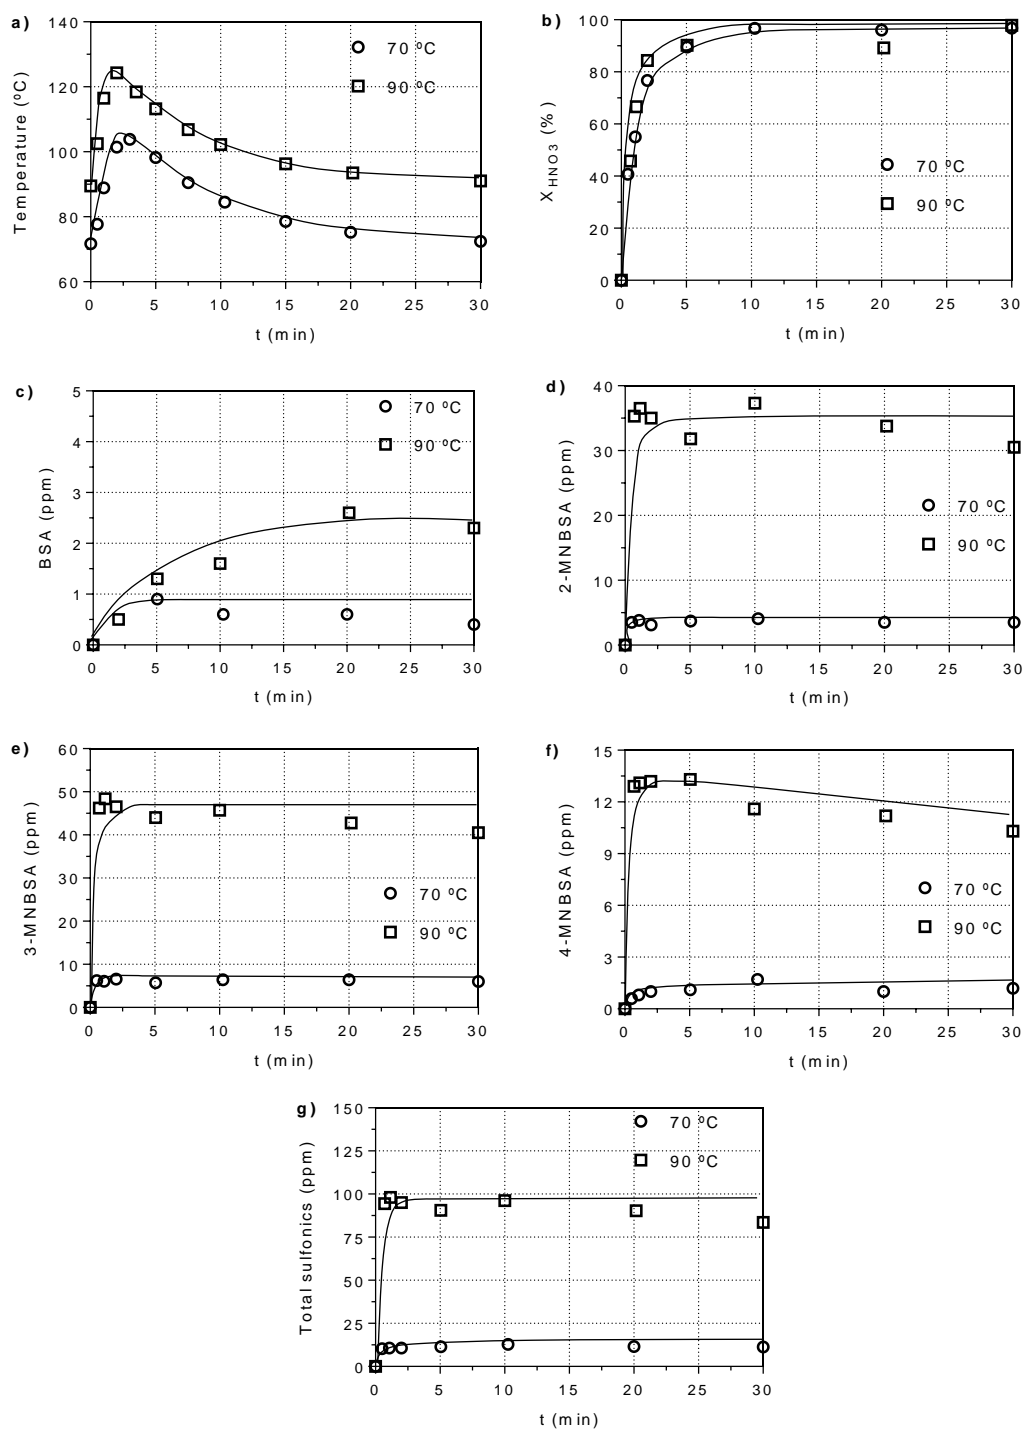 a)
140
120
100
80
60
Temperature (ºC)
70 ºC
90 ºC
0 5 10 15 20 25 30
t (min)
b)
100
80
60
40
20
0
X HNO3 (%)
70 ºC
90 ºC
0 5 10 15 20 25 30
t (min)
c)
5
4
3
2
1
0
BSA (ppm)
70 ºC
90 ºC
0 5 10 15 20 25 30
t (min)
d)
40
30
20
10
0
2-MNBSA (ppm)
70 ºC
90 ºC
0 5 10 15 20 25 30
t (min)
e)
60
50
40
30
20
10
0
3-MNBSA (ppm)
70 ºC
90 ºC
0 5 10 15 20 25 30
t (min)
f)
15
12
9
6
3
0
4-MNBSA (ppm)
70 ºC
90 ºC
0 5 10 15 20 25 30
t (min)
g)
150
125
100
75
50
25
0
Total sulfonics (ppm)
70 ºC
90 ºC
0 5 10 15 20 25 30
t (min)